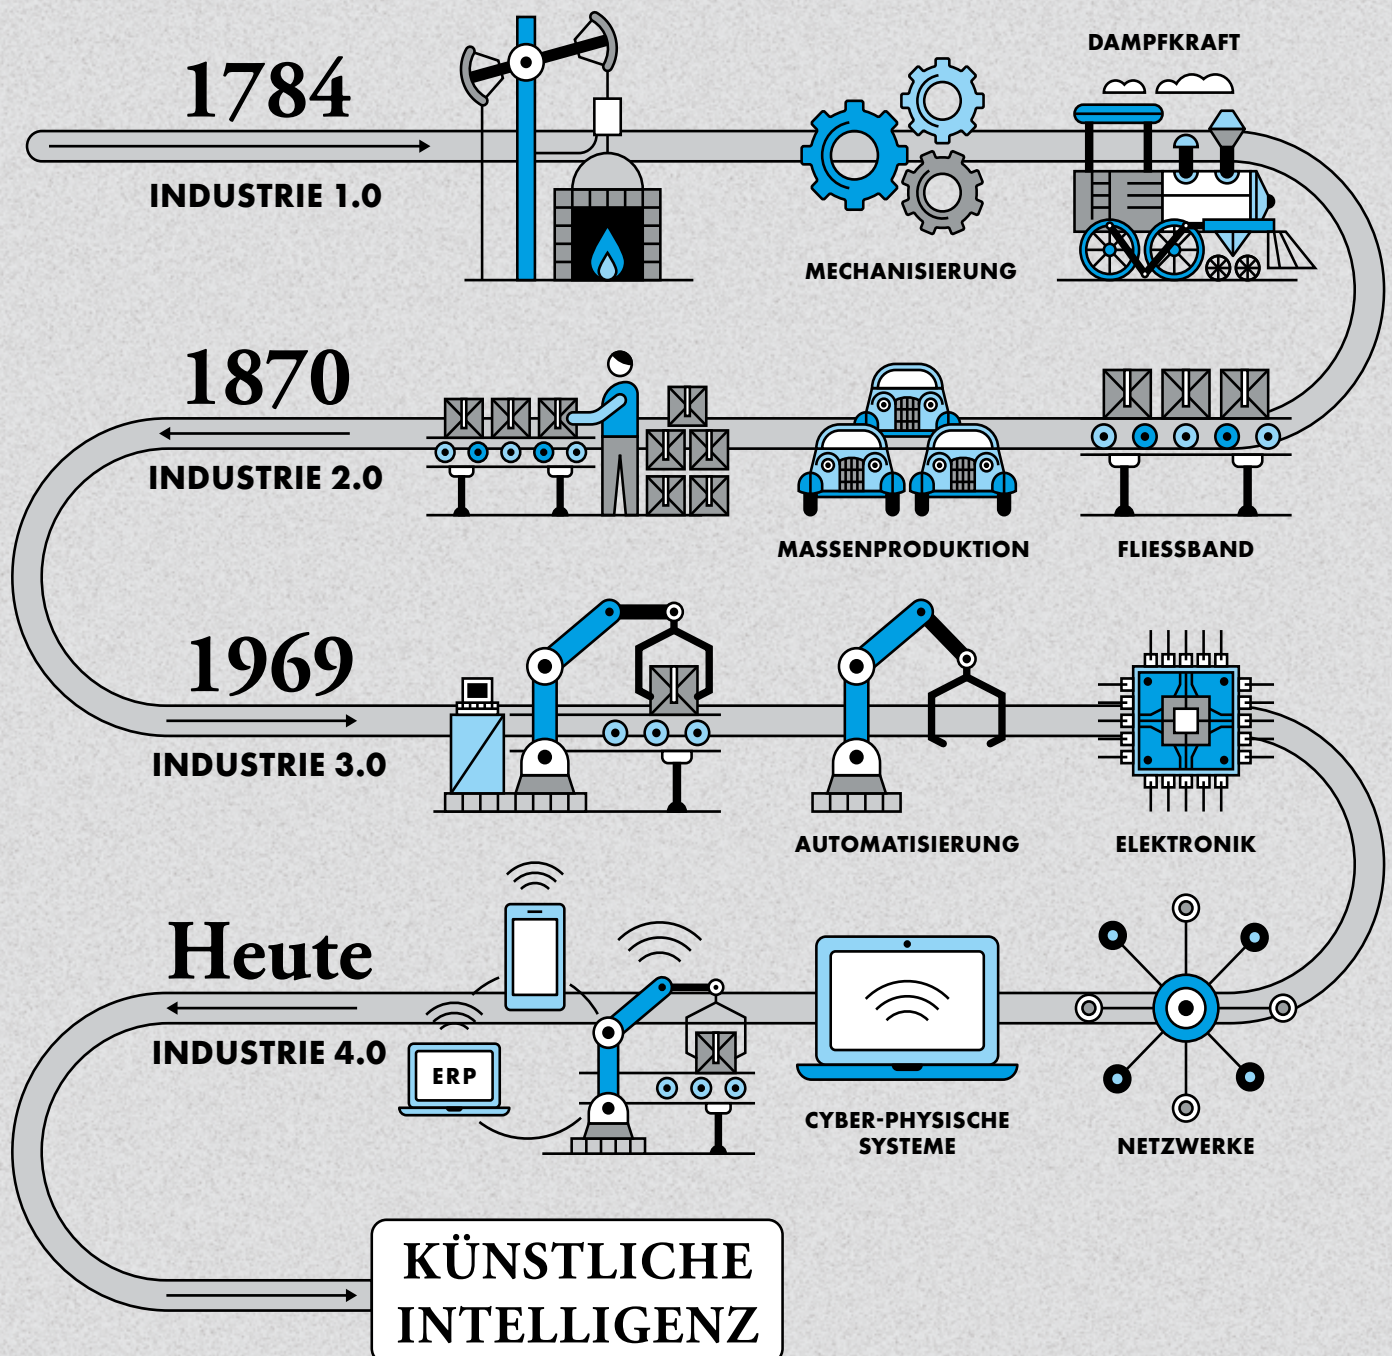 DAMPFKRAFT
1784
INDUSTRIE 1.0
MECHANISIERUNG
1870
INDUSTRIE 2.0
MASSENPRODUKTION
FLIESSBAND
1969
INDUSTRIE 3.0
AUTOMATISIERUNG
ELEKTRONIK
Heute
INDUSTRIE 4.0
ERP
CYBER-PHYSISCHE
SYSTEME
NETZWERKE
KÜNSTLICHE
INTELLIGENZ